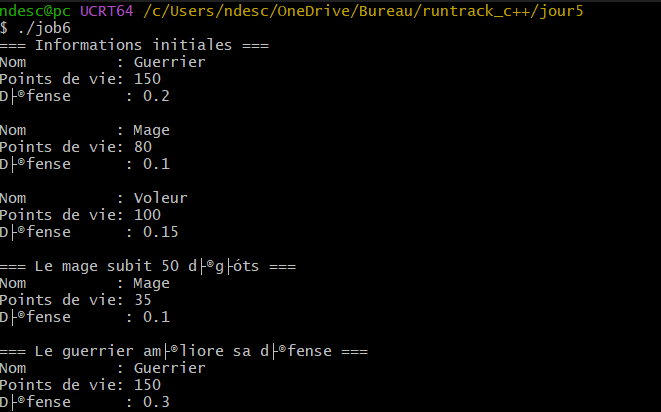 ndesc@pc UCRT64 /c/Users/ndesc/OneDrive/Bureau/runtrack_c++/jour5
$ ./job6
=== Informations initiales ===
Nom          : Guerrier
Points de vie: 150
D├®fense      : 0.2

Nom          : Mage
Points de vie: 80
D├®fense      : 0.1

Nom          : Voleur
Points de vie: 100
D├®fense      : 0.15

=== Le mage subit 50 d├®g├óts ===
Nom          : Mage
Points de vie: 35
D├®fense      : 0.1

=== Le guerrier am├®liore sa d├®fense ===
Nom          : Guerrier
Points de vie: 150
D├®fense      : 0.3